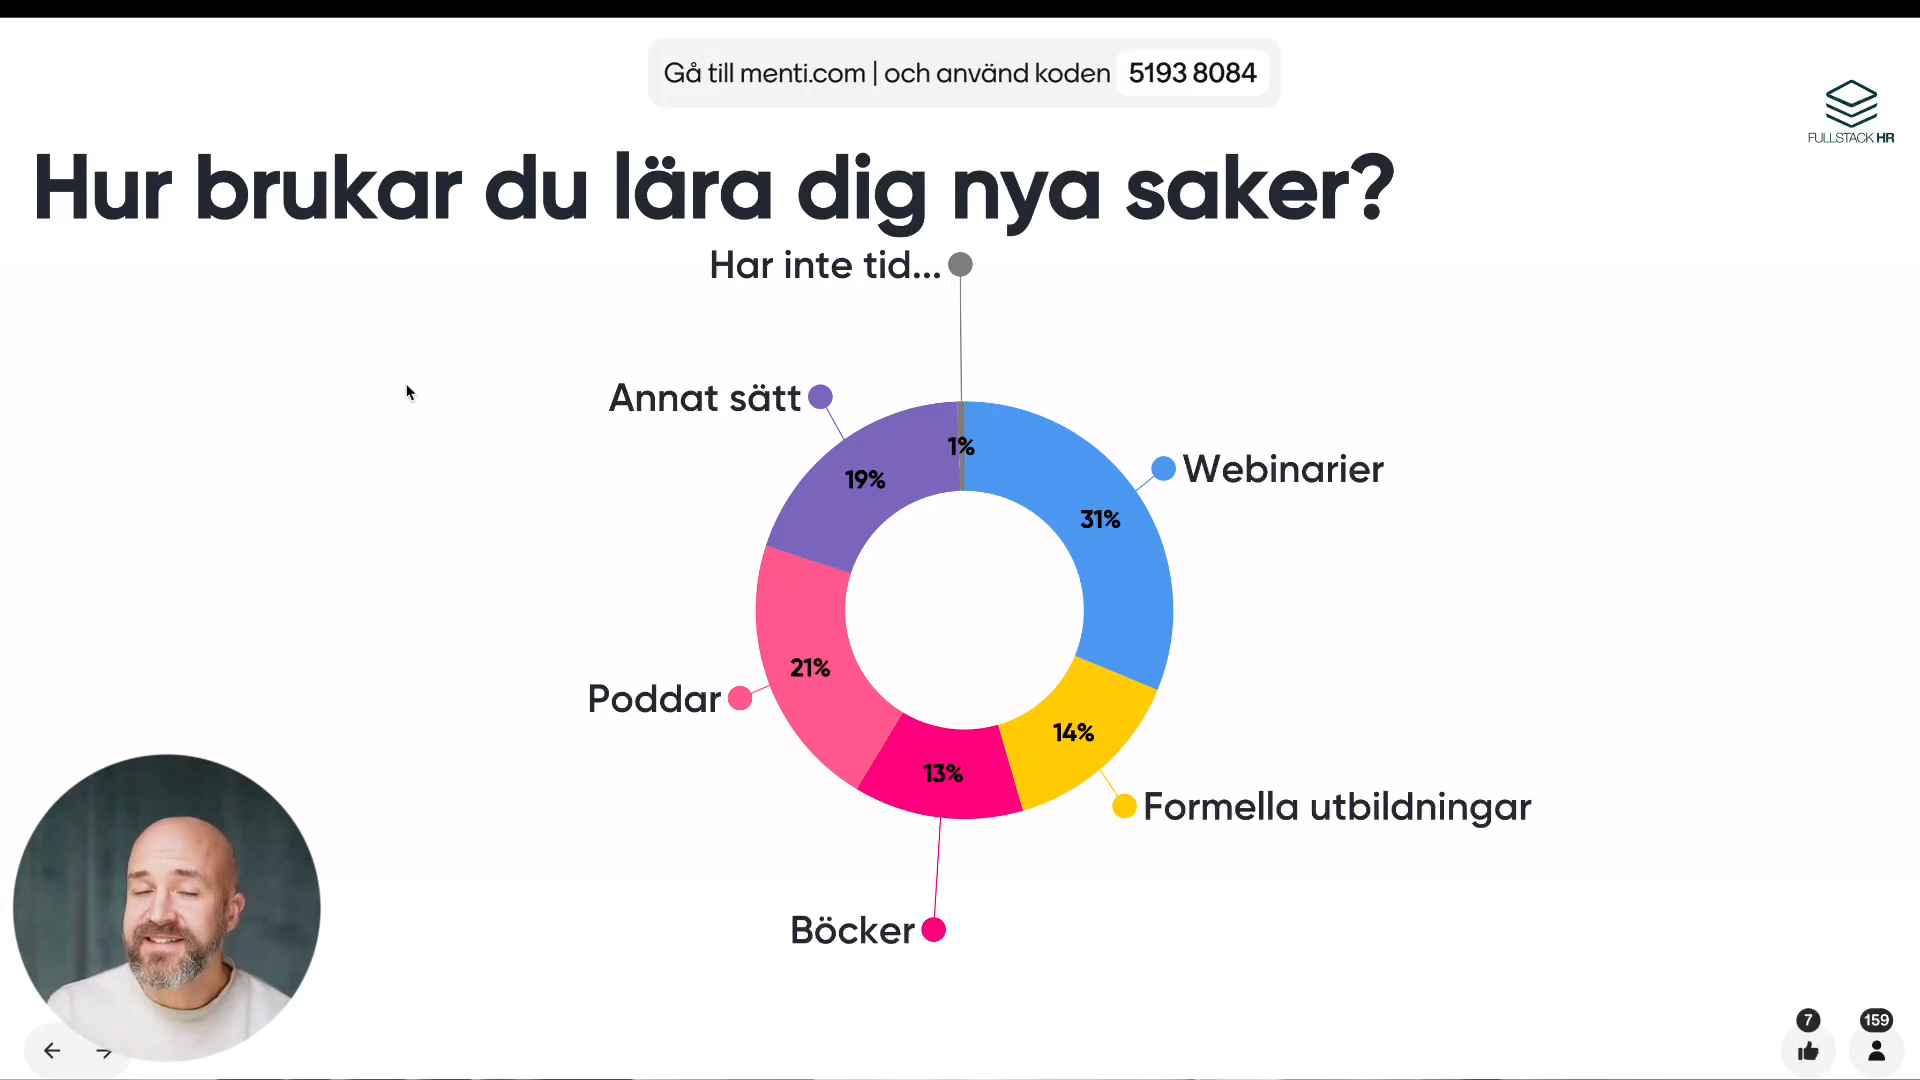 Gå till menti.com | och använd koden 5193 8084
FULLSTACK HR
Hur brukar du lära dig nya saker?
Har inte tid...
Annat sätt
1%
19%
Webinarier
31%
21%
Poddar
14%
13%
Formella utbildningar
Böcker
7
159